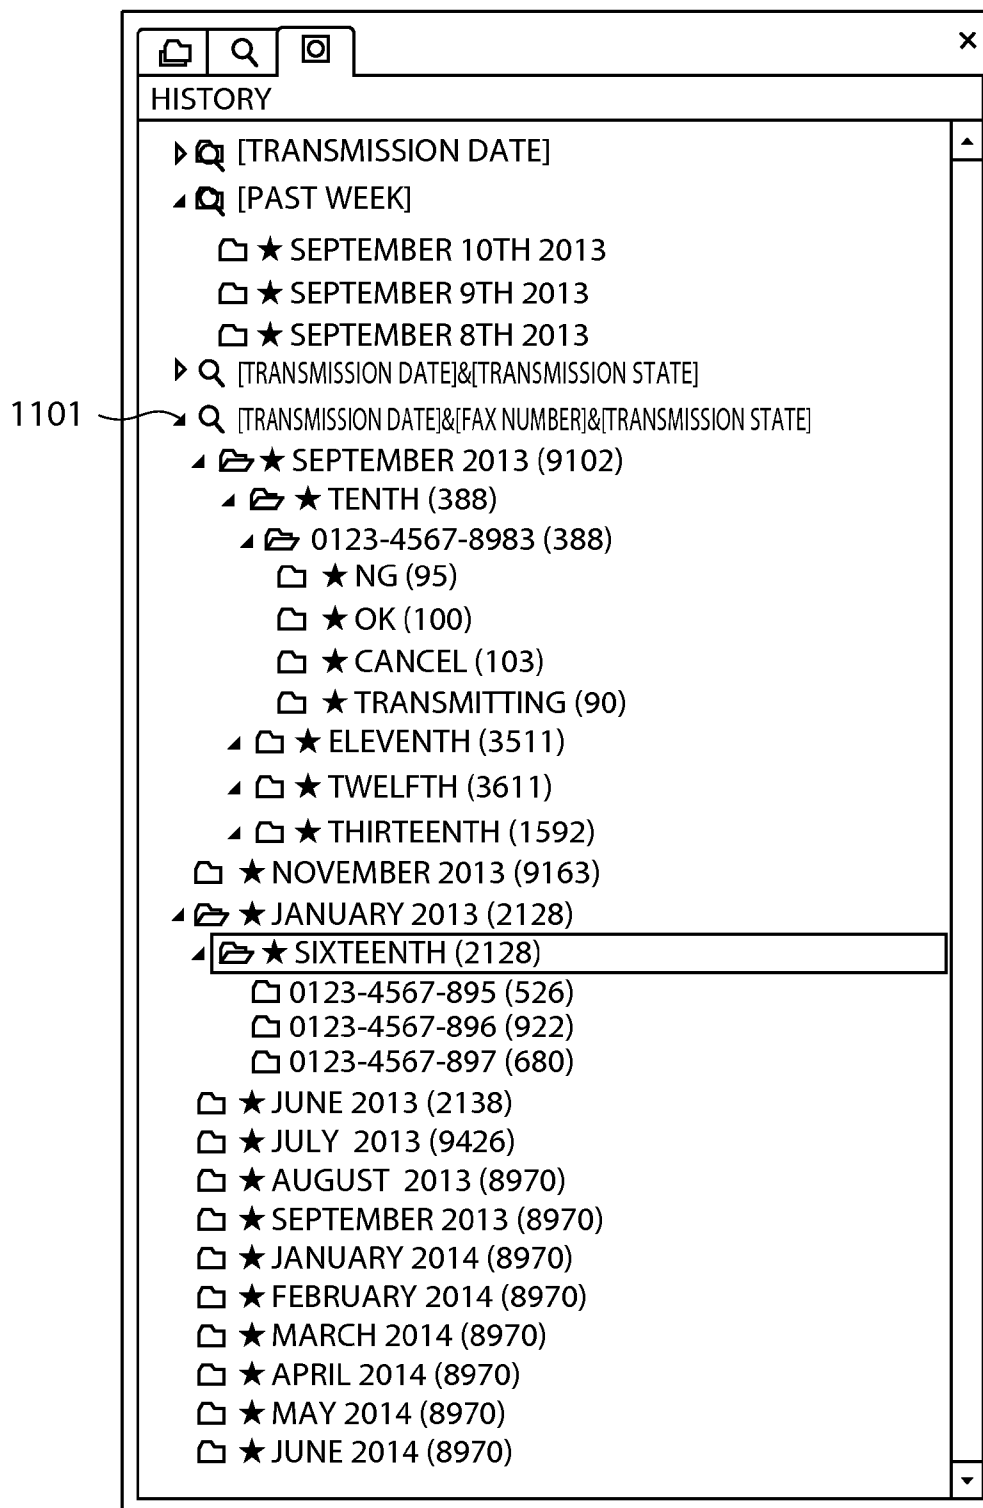 HISTORY
[TRANSMISSION DATE]
[PAST WEEK]
★ SEPTEMBER 10TH 2013
★ SEPTEMBER 9TH 2013
★ SEPTEMBER 8TH 2013
[TRANSMISSION DATE]&[TRANSMISSION STATE]
1101
[TRANSMISSION DATE]&[FAX NUMBER]&[TRANSMISSION STATE]
★ SEPTEMBER 2013 (9102)
★ TENTH (388)
0123-4567-8983 (388)
★ NG (95)
★ OK (100)
★ CANCEL (103)
★ TRANSMITTING (90)
★ ELEVENTH (3511)
★ TWELFTH (3611)
★ THIRTEENTH (1592)
★ NOVEMBER 2013 (9163)
★ JANUARY 2013 (2128)
★ SIXTEENTH (2128)
0123-4567-895 (526)
0123-4567-896 (922)
0123-4567-897 (680)
★ JUNE 2013 (2138)
★ JULY 2013 (9426)
★ AUGUST 2013 (8970)
★ SEPTEMBER 2013 (8970)
★ JANUARY 2014 (8970)
★ FEBRUARY 2014 (8970)
★ MARCH 2014 (8970)
★ APRIL 2014 (8970)
★ MAY 2014 (8970)
★ JUNE 2014 (8970)